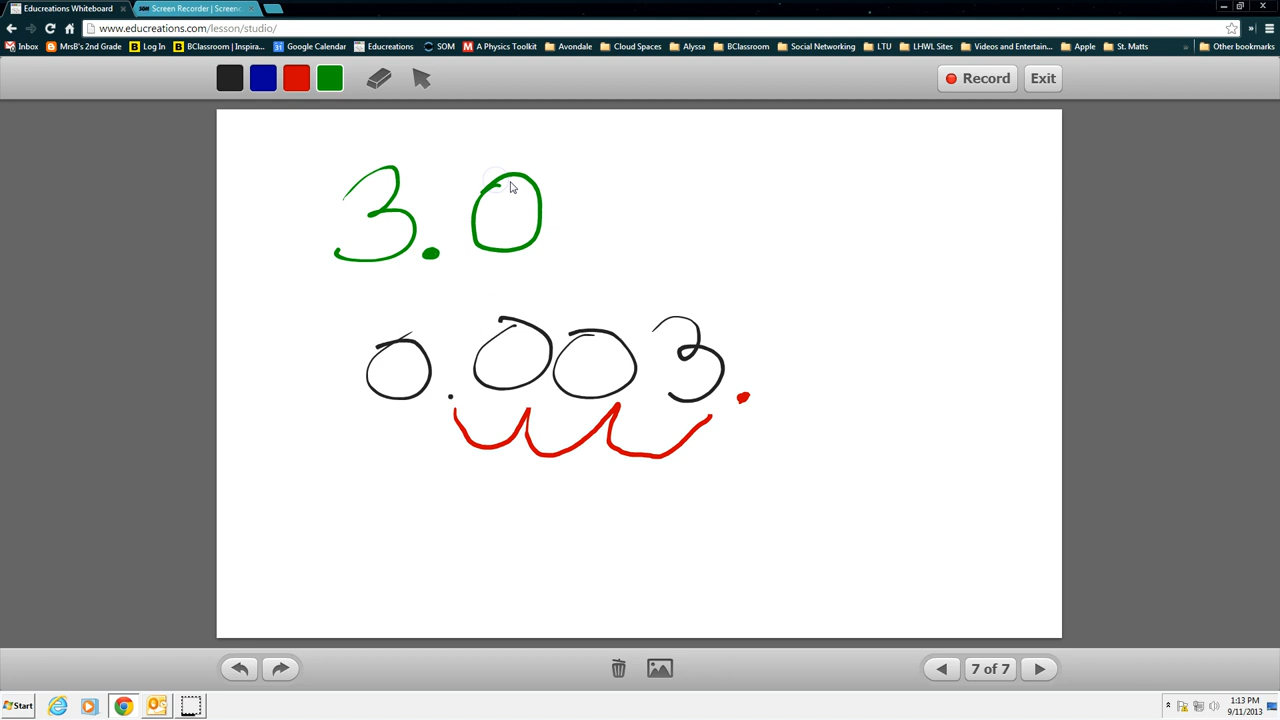 Educreations Whiteboard
Screen Recorder | Screenc
www.educreations.com/lesson/studio/
Inbox MrsB's 2nd Grade Log In BClassroom | Inspira... Google Calendar Educreations SOM A Physics Toolkit Avondale Cloud Spaces Alyssa BClassroom Social Networking LTU LHWL Sites Videos and Entertain... Apple St. Matts » Other bookmarks
Record Exit
3.0
0.003.
7 of 7
Start
1:13 PM
9/11/2013